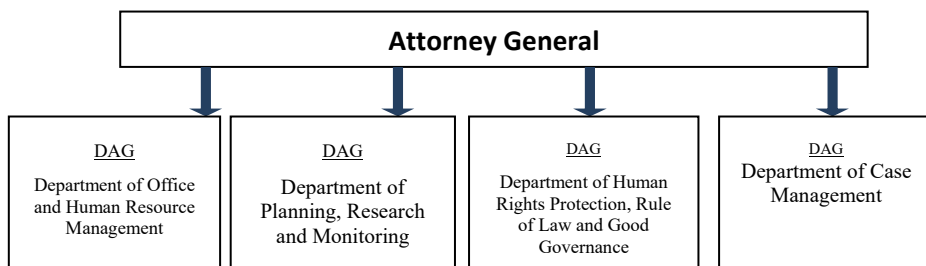 Attorney General
DAG
Department of Office
and Human Resource
Management
DAG
Department of
Planning, Research
and Monitoring
DAG
Department of Human
Rights Protection, Rule
of Law and Good
Governance
DAG
Department of Case
Management